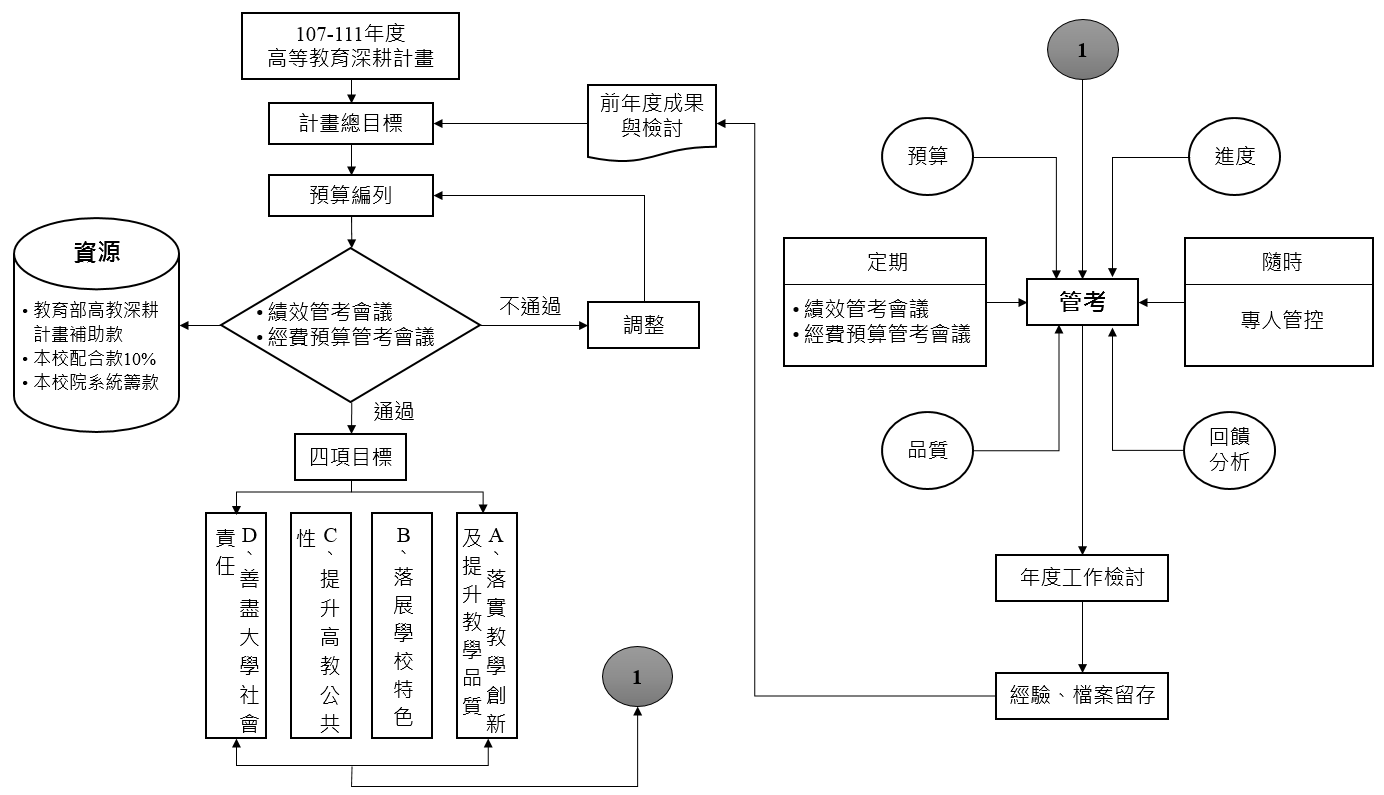 107-111年度
高等教育深耕計畫
計畫總目標
前年度成果
與檢討
預算編列
資源
• 教育部高教深耕
計畫補助款
• 本校配合款10%
• 本校院系統籌款
• 績效管考會議
• 經費預算管考會議
不通過
調整
通過
四項目標
D、善盡大學社會
責任
C、提升高教公共
性
B、落展學校特色
A、落實教學創新
及提升教學品質
1
1
預算
進度
定期
• 績效管考會議
• 經費預算管考會議
管考
隨時
專人管控
品質
回饋
分析
年度工作檢討
經驗、檔案留存